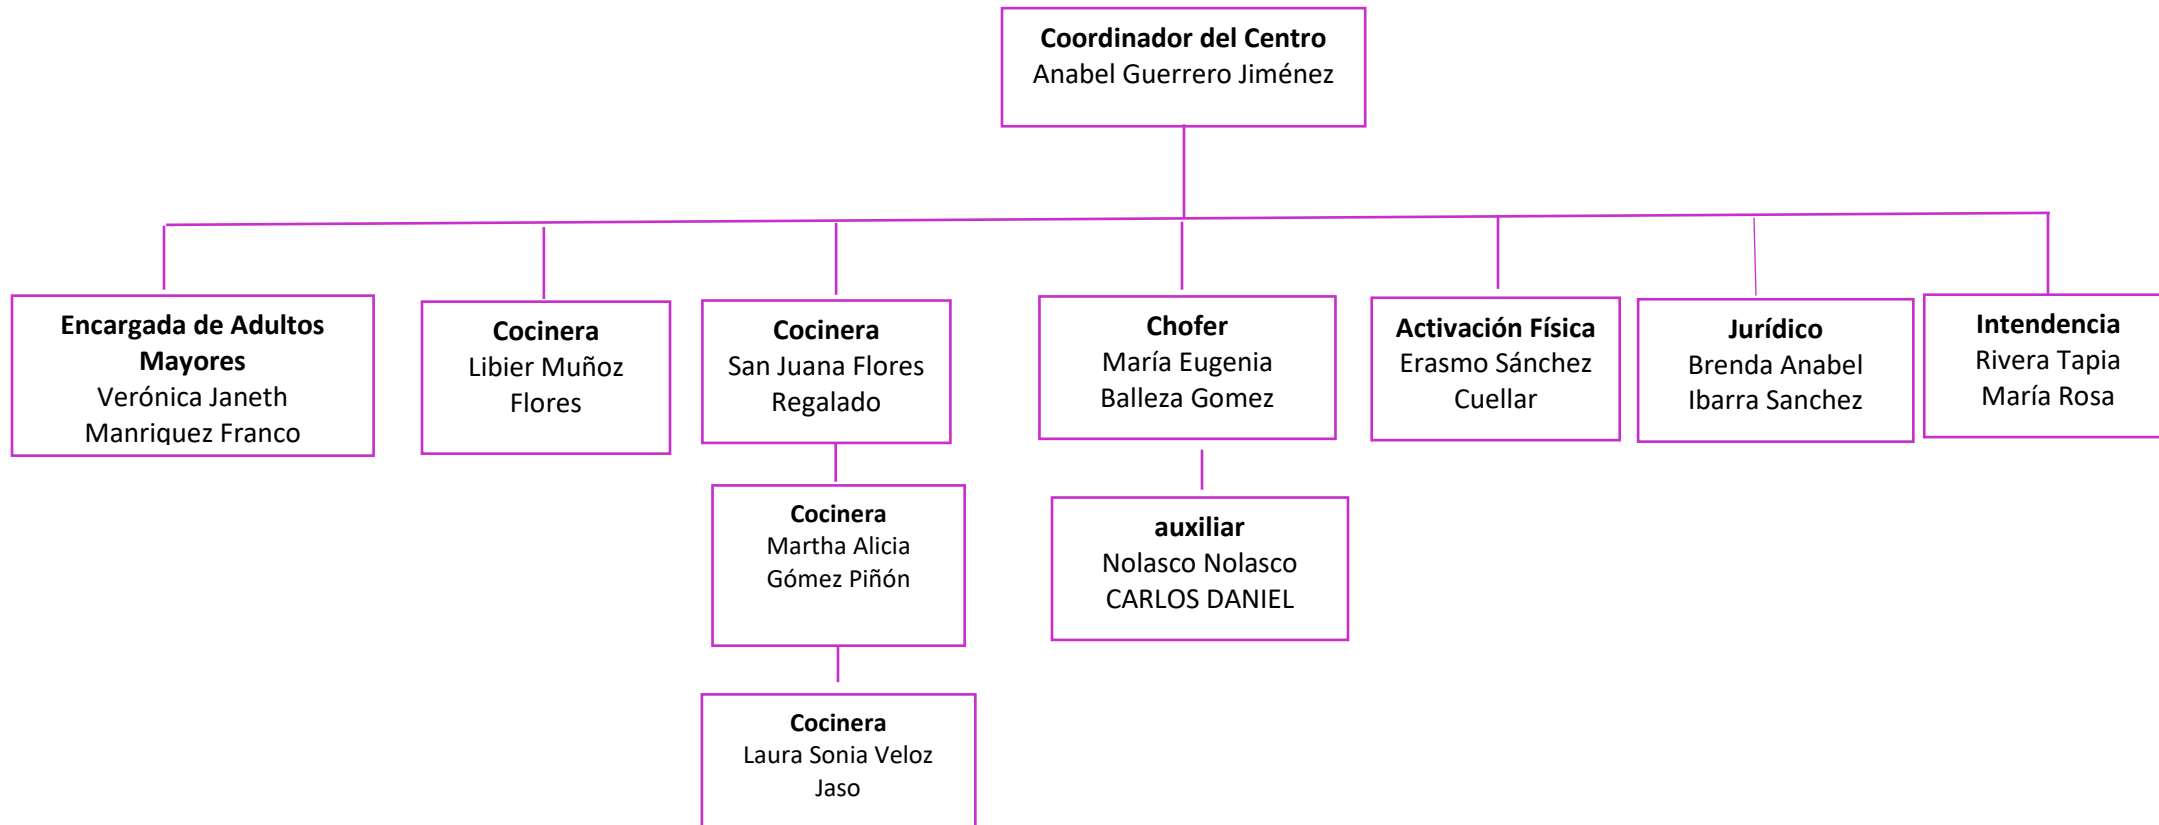 Coordinador del Centro
Anabel Guerrero Jiménez
Encargada de Adultos
Mayores
Verónica Janeth
Manriquez Franco
Cocinera
Libier Muñoz
Flores
Cocinera
San Juana Flores
Regalado
Chofer
María Eugenia
Balleza Gomez
Activación Física
Erasmo Sánchez
Cuellar
Jurídico
Brenda Anabel
Ibarra Sanchez
Intendencia
Rivera Tapia
María Rosa
Cocinera
Martha Alicia
Gómez Piñón
auxiliar
Nolasco Nolasco
CARLOS DANIEL
Cocinera
Laura Sonia Veloz
Jaso